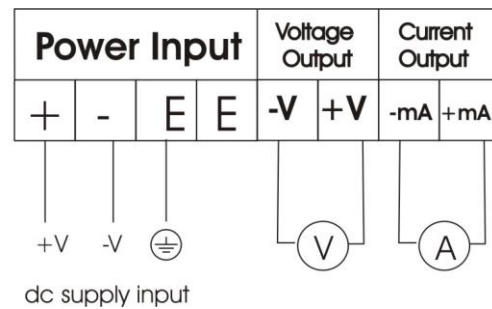 Power Input Voltage Output Current Output
+ - E E -V +V -mA +mA
+V -V V A
dc supply input